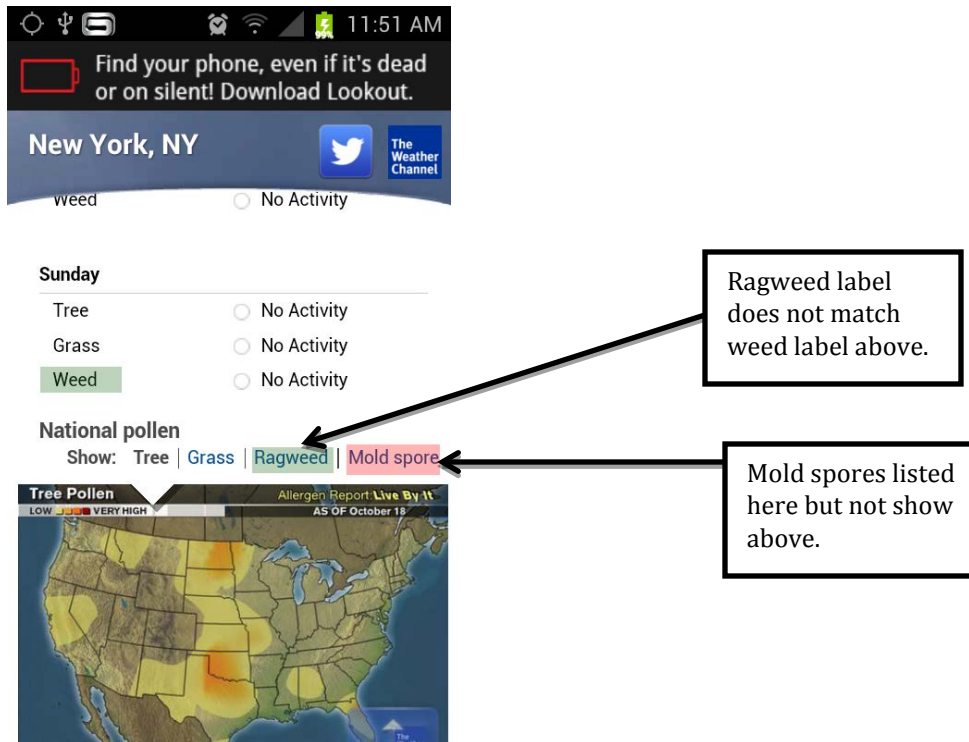 99%
11:51 AM
Find your phone, even if it's dead
or on silent! Download Lookout.
New York, NY
The
Weather
Channel
Weed No Activity
Sunday
Tree No Activity
Grass No Activity
Weed No Activity
National pollen
Show: Tree | Grass | Ragweed | Mold spore
Tree Pollen Allergen Report: Live By It
LOW VERY HIGH AS OF October 18
The
Ragweed label
does not match
weed label above.
Mold spores listed
here but not show
above.